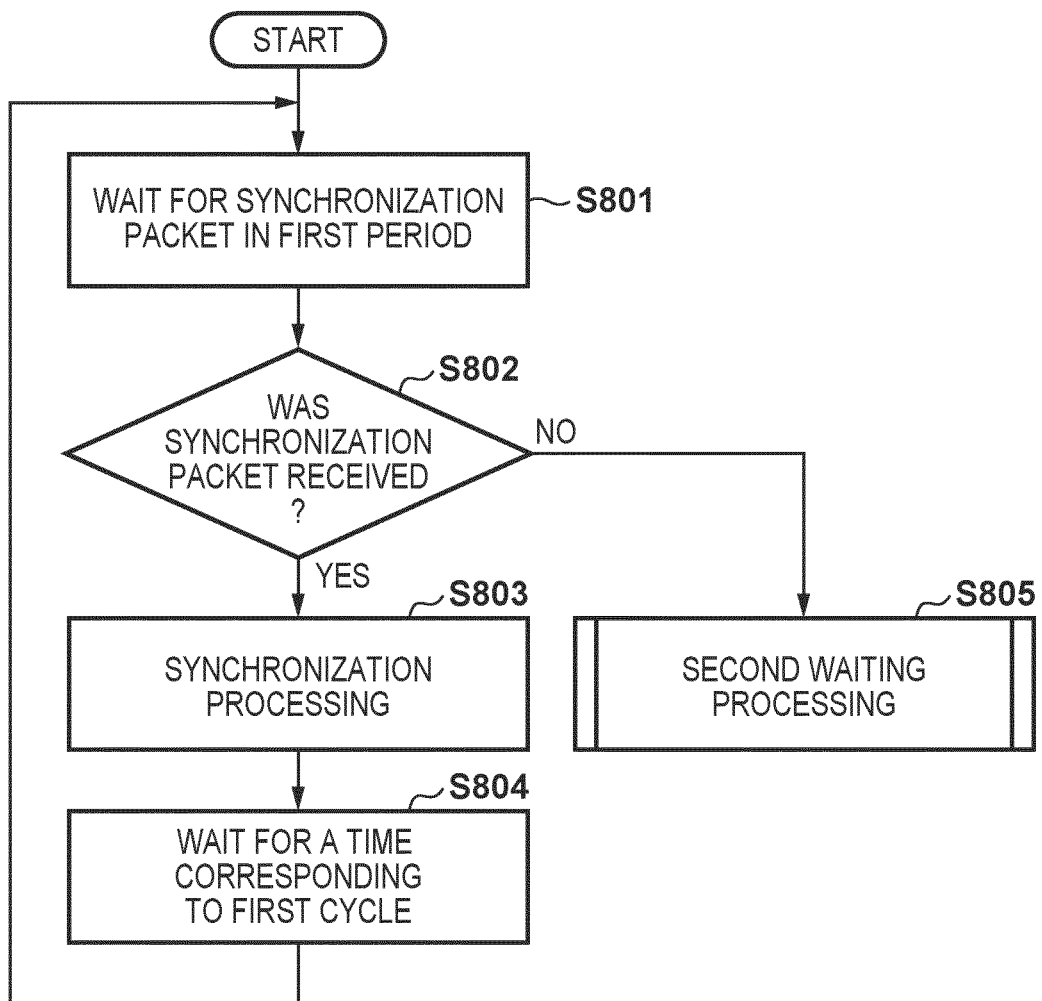 START
WAIT FOR SYNCHRONIZATION
PACKET IN FIRST PERIOD
S801
S802
WAS
SYNCHRONIZATION
PACKET RECEIVED
?
NO
YES
S803
SYNCHRONIZATION
PROCESSING
S805
SECOND WAITING
PROCESSING
S804
WAIT FOR A TIME
CORRESPONDING
TO FIRST CYCLE